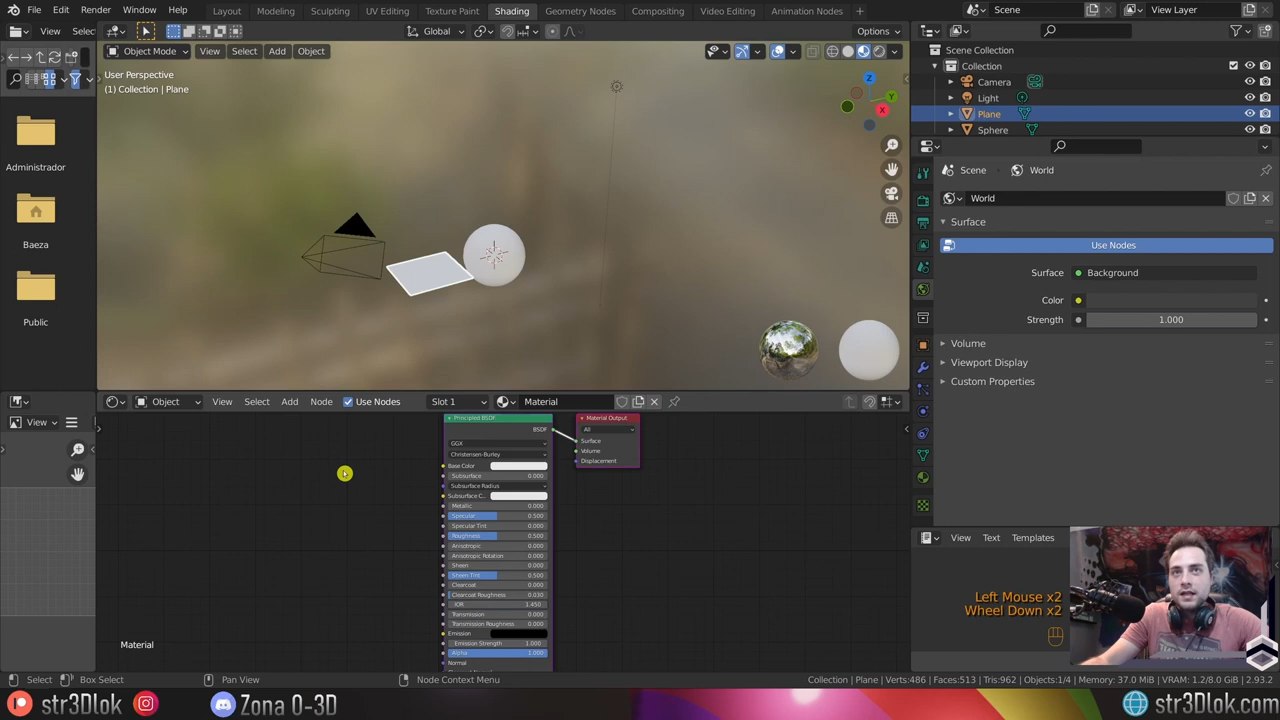 File Edit Render Window Help Layout Modeling Sculpting UV Editing Texture Paint Shading Geometry Nodes Compositing Video Editing Animation Nodes Scene View Layer
View Select Global Options
Object Mode View Select Add Object
User Perspective
(1) Collection | Plane
Scene Collection
Collection
Camera
Light
Plane
Sphere
Administrador
Baeza
Public
Scene World
World
Surface
Use Nodes
Surface Background
Color
Strength 1.000
Volume
Viewport Display
Custom Properties
View
Object View Select Add Node Use Nodes Slot 1 Material
Principled BSDF
BSDF
GGX
Christensen-Burley
Base Color
Subsurface 0.000
Subsurface Radius
Subsurface C..
Metallic 0.000
Specular 0.500
Specular Tint 0.000
Roughness 0.500
Anisotropic 0.000
Anisotropic Rotation 0.000
Sheen 0.000
Sheen Tint 0.500
Clearcoat 0.000
Clearcoat Roughness 0.030
IOR 1.450
Transmission 0.000
Transmission Roughness 0.000
Emission
Emission Strength 1.000
Alpha 1.000
Normal
Material Output
All
Surface
Volume
Displacement
Material
View Text Templates
Left Mouse x2
Wheel Down x2
Select Box Select Pan View Node Context Menu Collection | Plane | Verts:486 | Faces:513 | Tris:962 | Objects:1/4 | Memory: 37.0 MiB | VRAM: 1.2/8.0 GiB | 2.93.2
str3Dlok Zona 0-3D str3Dlok.com
X
Y
Z